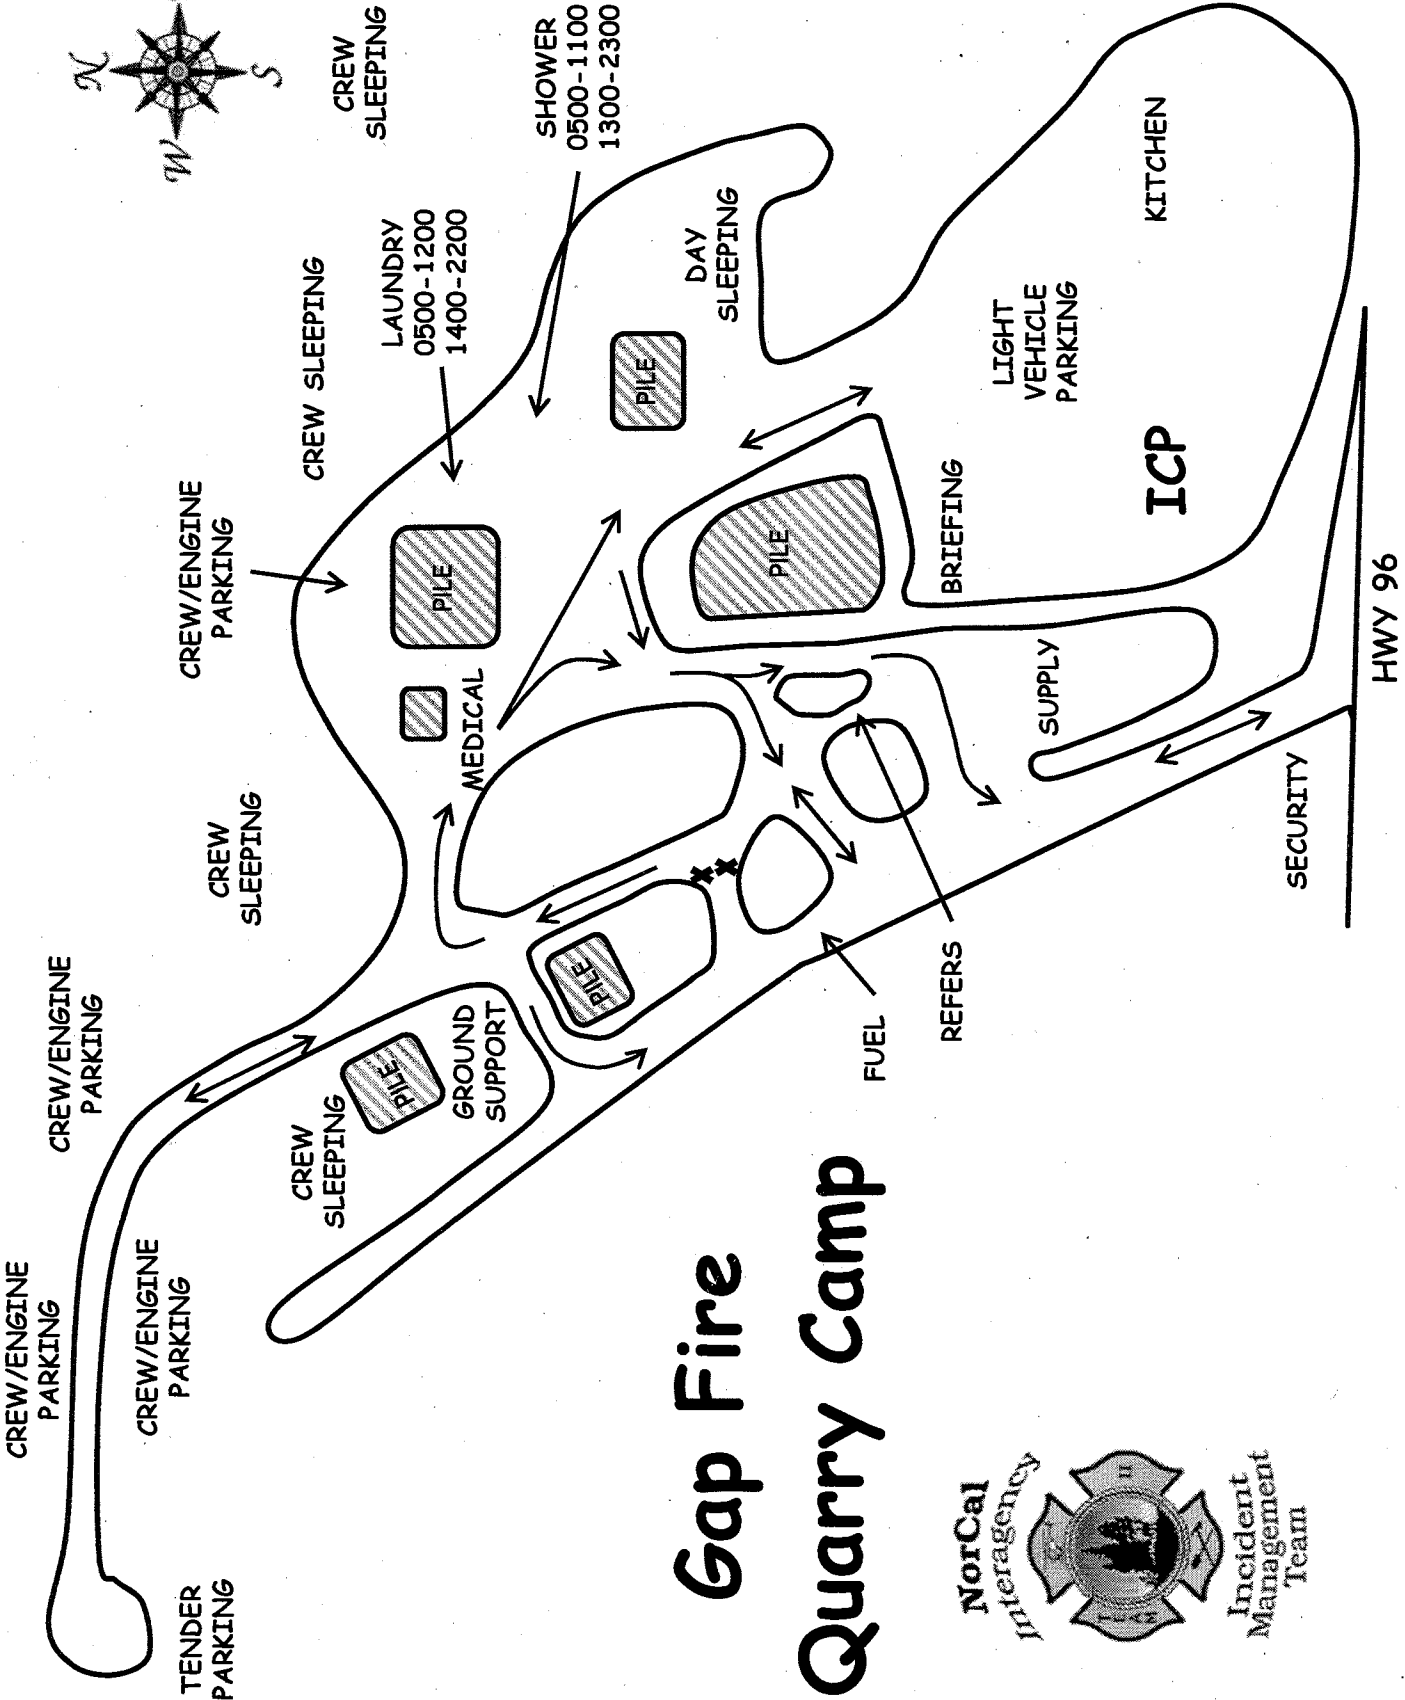 N
W
S
CREW
SLEEPING
SHOWER
0500-1100
1300-2300
LAUNDRY
0500-1200
1400-2200
CREW SLEEPING
CREW/ENGINE
PARKING
DAY
SLEEPING
KITCHEN
LIGHT
VEHICLE
PARKING
PILE
PILE
PILE
ICP
BRIEFING
MEDICAL
SUPPLY
HWY 96
SECURITY
CREW
SLEEPING
REFERS
FUEL
PILE
PILE
GROUND
SUPPORT
CREW
SLEEPING
CREW/ENGINE
PARKING
CREW/ENGINE
PARKING
CREW/ENGINE
PARKING
TENDER
PARKING
Gap Fire
Quarry Camp
NorCal
Interagency
TEAM
II
Incident
Management
Team